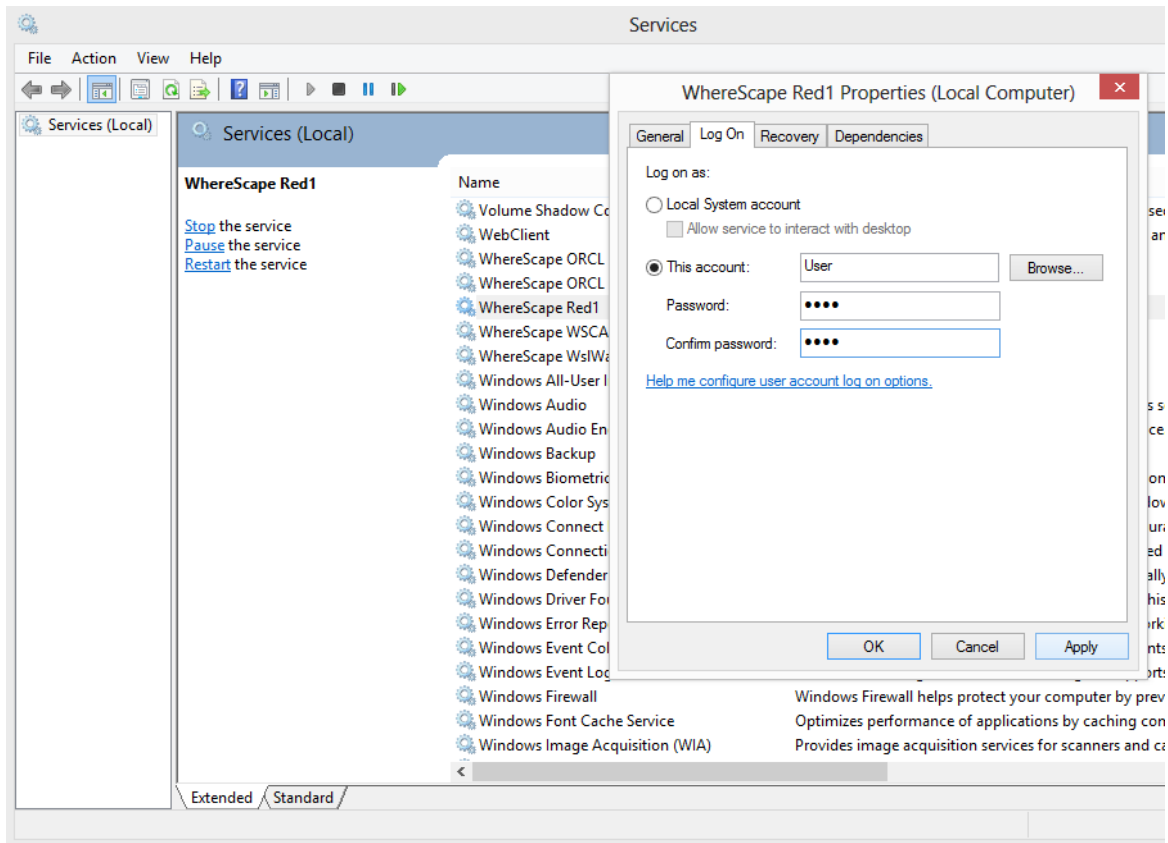 Services
File Action View Help
Services (Local)
Services (Local)
WhereScape Red1
Stop the service
Pause the service
Restart the service
Name
Volume Shadow Co
WebClient
WhereScape ORCL
WhereScape ORCL
WhereScape Red1
WhereScape WSCA
WhereScape WslWa
Windows All-User I
Windows Audio
Windows Audio En
Windows Backup
Windows Biometric
Windows Color Sys
Windows Connect
Windows Connecti
Windows Defender
Windows Driver Fou
Windows Error Rep
Windows Event Col
Windows Event Log
Windows Firewall Windows Firewall helps protect your computer by prev
Windows Font Cache Service Optimizes performance of applications by caching con
Windows Image Acquisition (WIA) Provides image acquisition services for scanners and ca
Extended Standard
WhereScape Red1 Properties (Local Computer)
General Log On Recovery Dependencies
Log on as:
Local System account
Allow service to interact with desktop
This account: User Browse...
Password: ••••
Confirm password: ••••
Help me configure user account log on options.
OK Cancel Apply